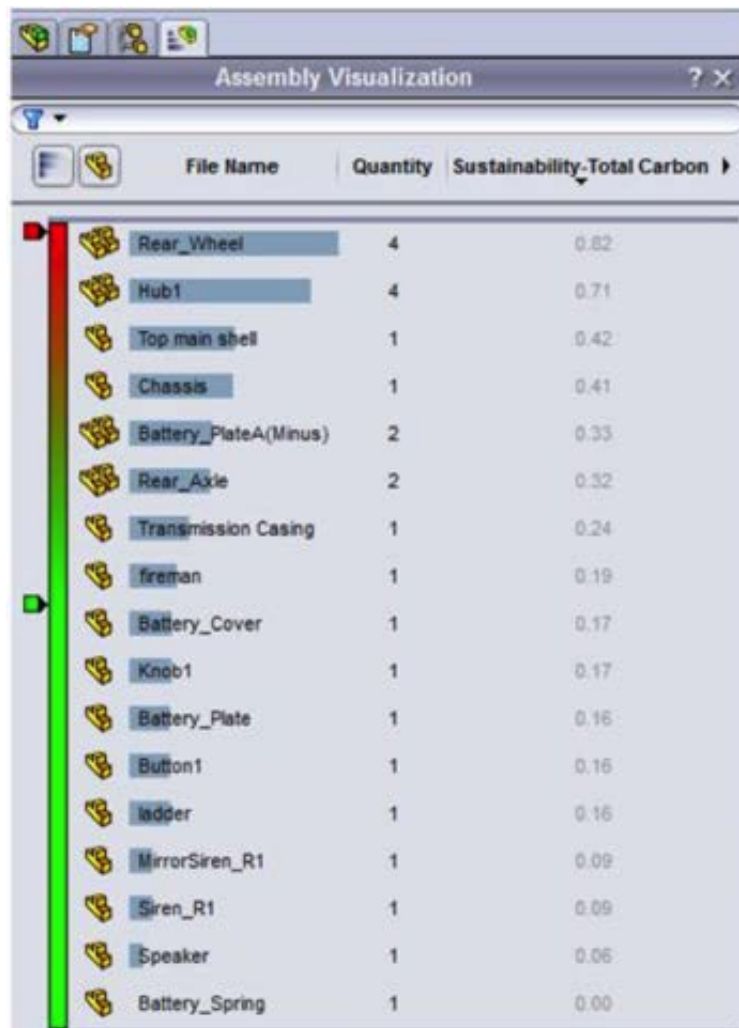 Assembly Visualization ? ×
File Name Quantity Sustainability-Total Carbon
Rear_Wheel 4 0.82
Hub1 4 0.71
Top main shell 1 0.42
Chassis 1 0.41
Battery_PlateA(Minus) 2 0.33
Rear_Axle 2 0.32
Transmission Casing 1 0.24
fireman 1 0.19
Battery_Cover 1 0.17
Knob1 1 0.17
Battery_Plate 1 0.16
Button1 1 0.16
ladder 1 0.16
MirrorSiren_R1 1 0.09
Siren_R1 1 0.09
Speaker 1 0.06
Battery_Spring 1 0.00